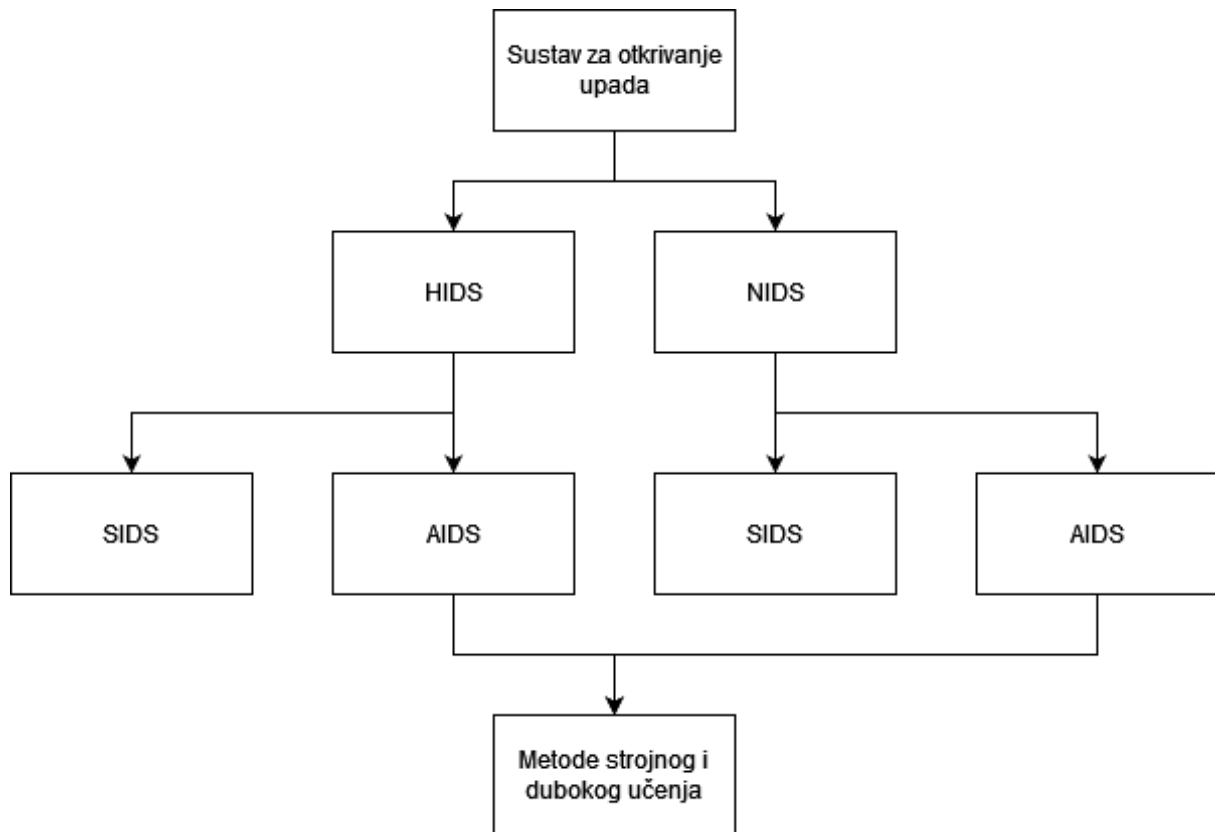 Sustav za otkrivanje
upada
HIDS
NIDS
SIDS
AIDS
SIDS
AIDS
Metode strojnog i
dubokog učenja